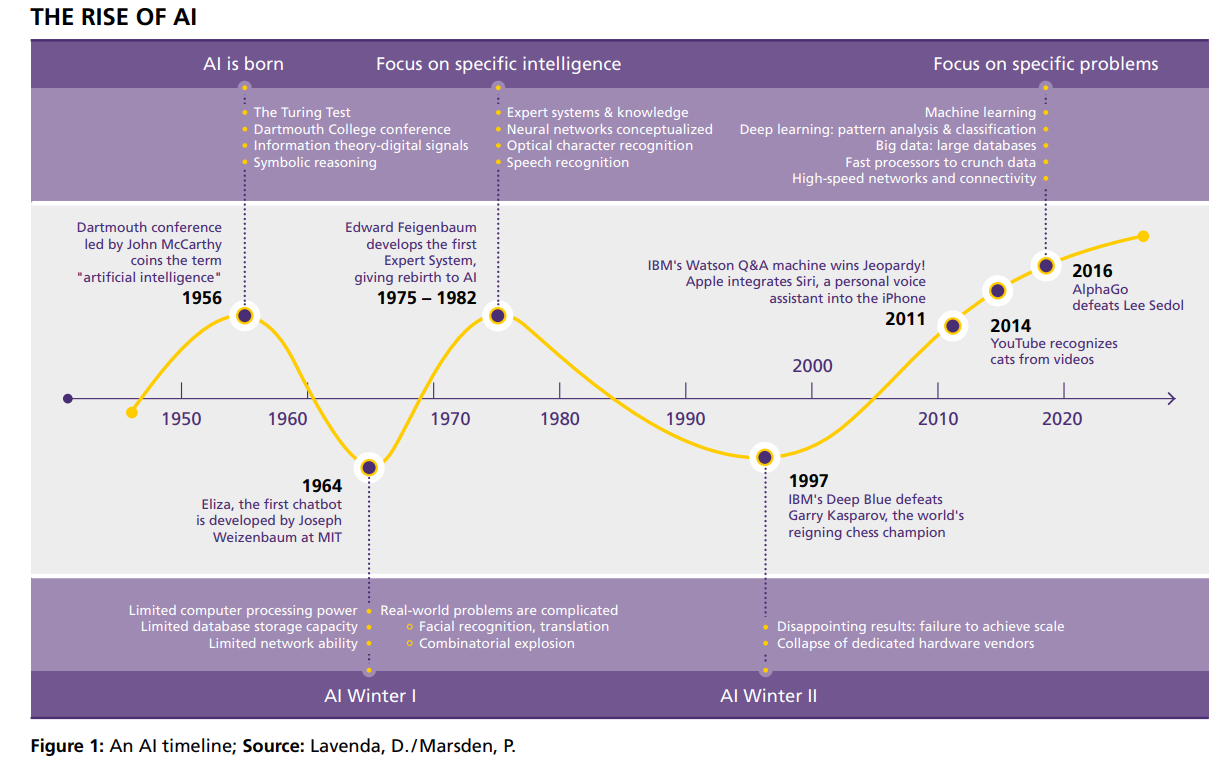 THE RISE OF AI
AI is born
Focus on specific intelligence
Focus on specific problems
The Turing Test
Dartmouth College conference
Information theory-digital signals
Symbolic reasoning
Expert systems & knowledge
Neural networks conceptualized
Optical character recognition
Speech recognition
Machine learning
Deep learning: pattern analysis & classification
Big data: large databases
Fast processors to crunch data
High-speed networks and connectivity
Dartmouth conference
led by John McCarthy
coins the term
"artificial intelligence"
1956
Edward Feigenbaum
develops the first
Expert System,
giving rebirth to AI
1975 – 1982
IBM's Watson Q&A machine wins Jeopardy!
Apple integrates Siri, a personal voice
assistant into the iPhone
2011
2016
AlphaGo
defeats Lee Sedol
2014
YouTube recognizes
cats from videos
2000
1950
1960
1970
1980
1990
2010
2020
1964
Eliza, the first chatbot
is developed by Joseph
Weizenbaum at MIT
1997
IBM's Deep Blue defeats
Garry Kasparov, the world's
reigning chess champion
Limited computer processing power
Limited database storage capacity
Limited network ability
Real-world problems are complicated
Facial recognition, translation
Combinatorial explosion
Disappointing results: failure to achieve scale
Collapse of dedicated hardware vendors
AI Winter I
AI Winter II
Figure 1: An AI timeline; Source: Lavenda, D./Marsden, P.